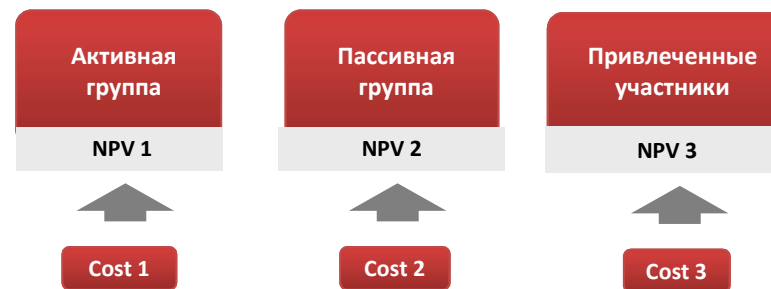 Активная
группа
NPV 1
Cost 1
Пассивная
группа
NPV 2
Cost 2
Привлеченные
участники
NPV 3
Cost 3